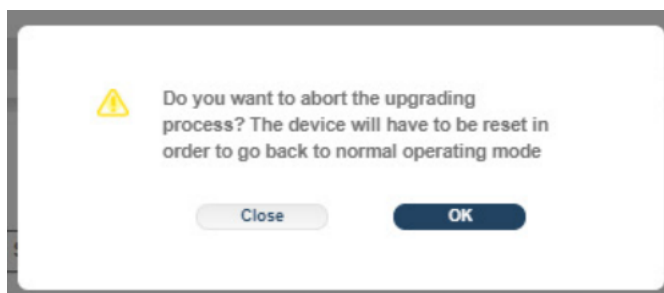 Do you want to abort the upgrading
process? The device will have to be reset in
order to go back to normal operating mode
Close
OK